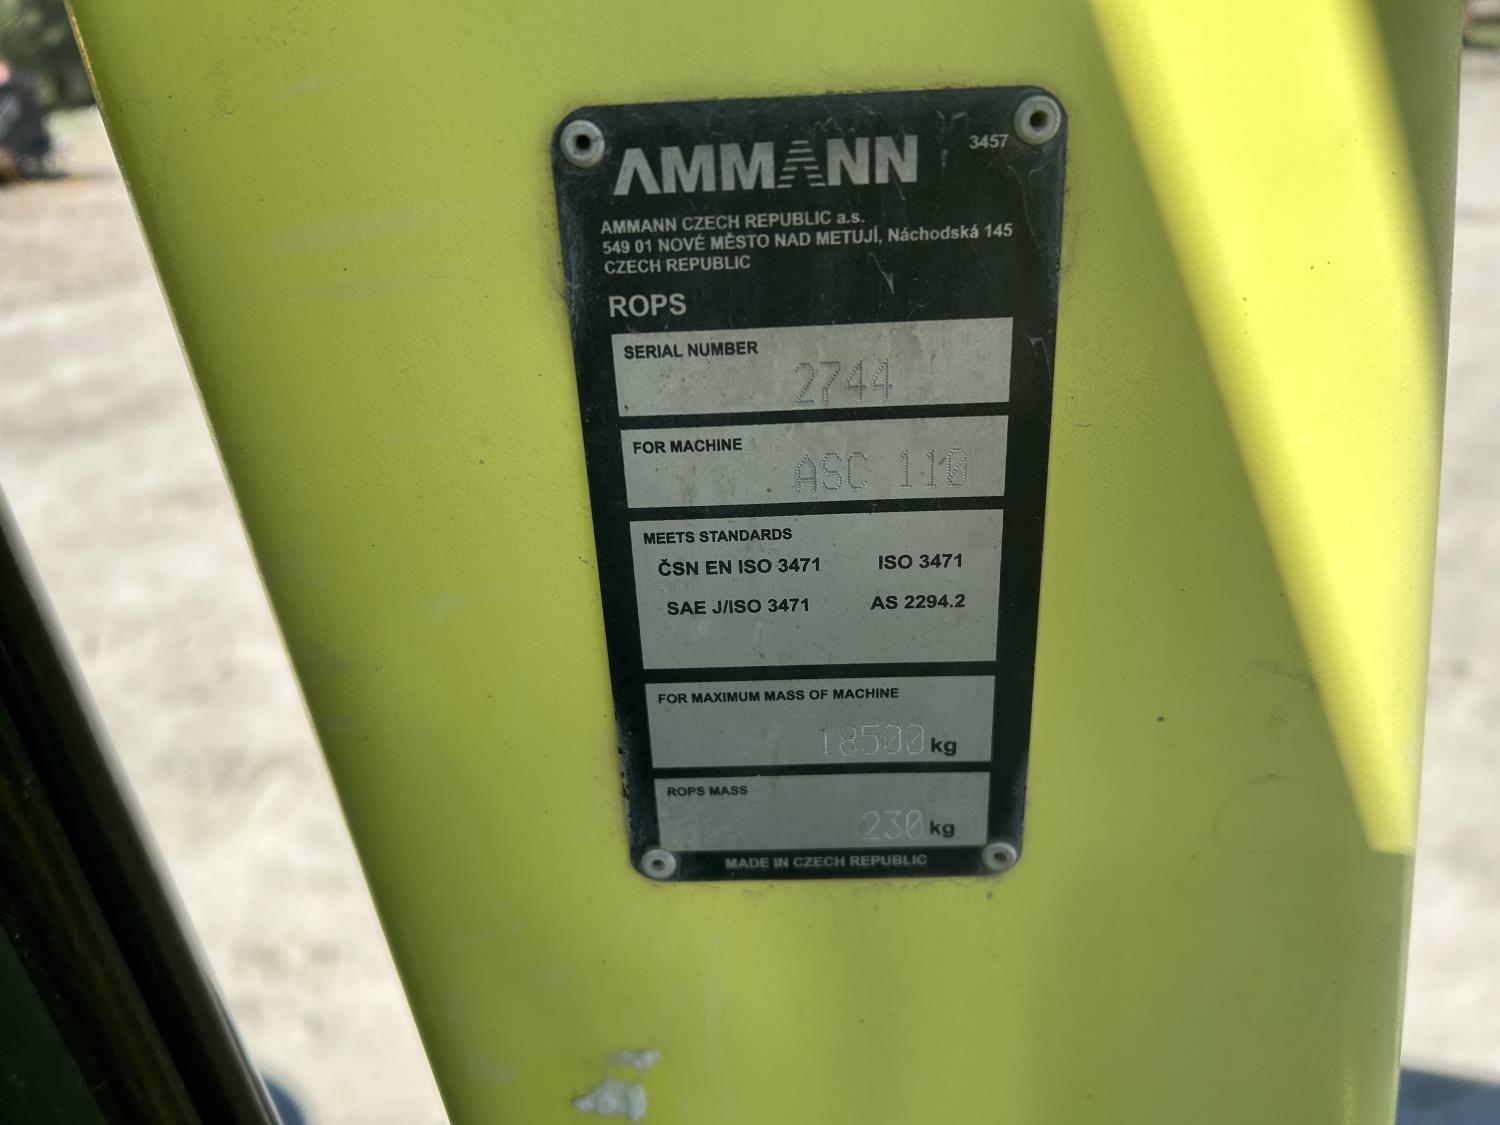 AMMANN 3457
AMMANN CZECH REPUBLIC a.s.
549 01 NOVÉ MĚSTO NAD METUJÍ, Náchodská 145
CZECH REPUBLIC
ROPS
SERIAL NUMBER
2744
FOR MACHINE
ASC 110
MEETS STANDARDS
ČSN EN ISO 3471 ISO 3471
SAE J/ISO 3471 AS 2294.2
FOR MAXIMUM MASS OF MACHINE
18500 kg
ROPS MASS
230 kg
MADE IN CZECH REPUBLIC